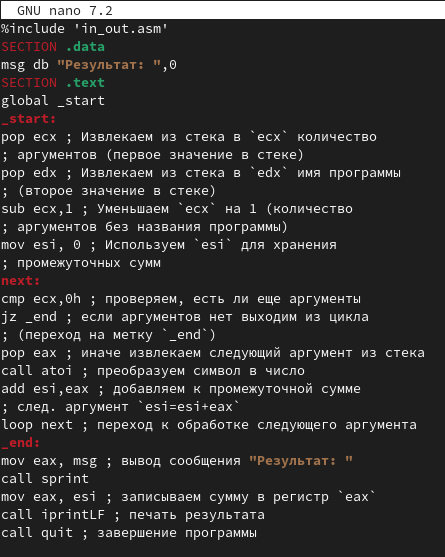 GNU nano 7.2
%include 'in_out.asm'
SECTION .data
msg db "Результат: ",0
SECTION .text
global _start
_start:
pop ecx ; Извлекаем из стека в `ecx` количество
; аргументов (первое значение в стеке)
pop edx ; Извлекаем из стека в `edx` имя программы
; (второе значение в стеке)
sub ecx,1 ; Уменьшаем `ecx` на 1 (количество
; аргументов без названия программы)
mov esi, 0 ; Используем `esi` для хранения
; промежуточных сумм
next:
cmp ecx,0h ; проверяем, есть ли еще аргументы
jz _end ; если аргументов нет выходим из цикла
; (переход на метку `_end`)
pop eax ; иначе извлекаем следующий аргумент из стека
call atoi ; преобразуем символ в число
add esi,eax ; добавляем к промежуточной сумме
; след. аргумент `esi=esi+eax`
loop next ; переход к обработке следующего аргумента
_end:
mov eax, msg ; вывод сообщения "Результат: "
call sprint
mov eax, esi ; записываем сумму в регистр `eax`
call iprintLF ; печать результата
call quit ; завершение программы